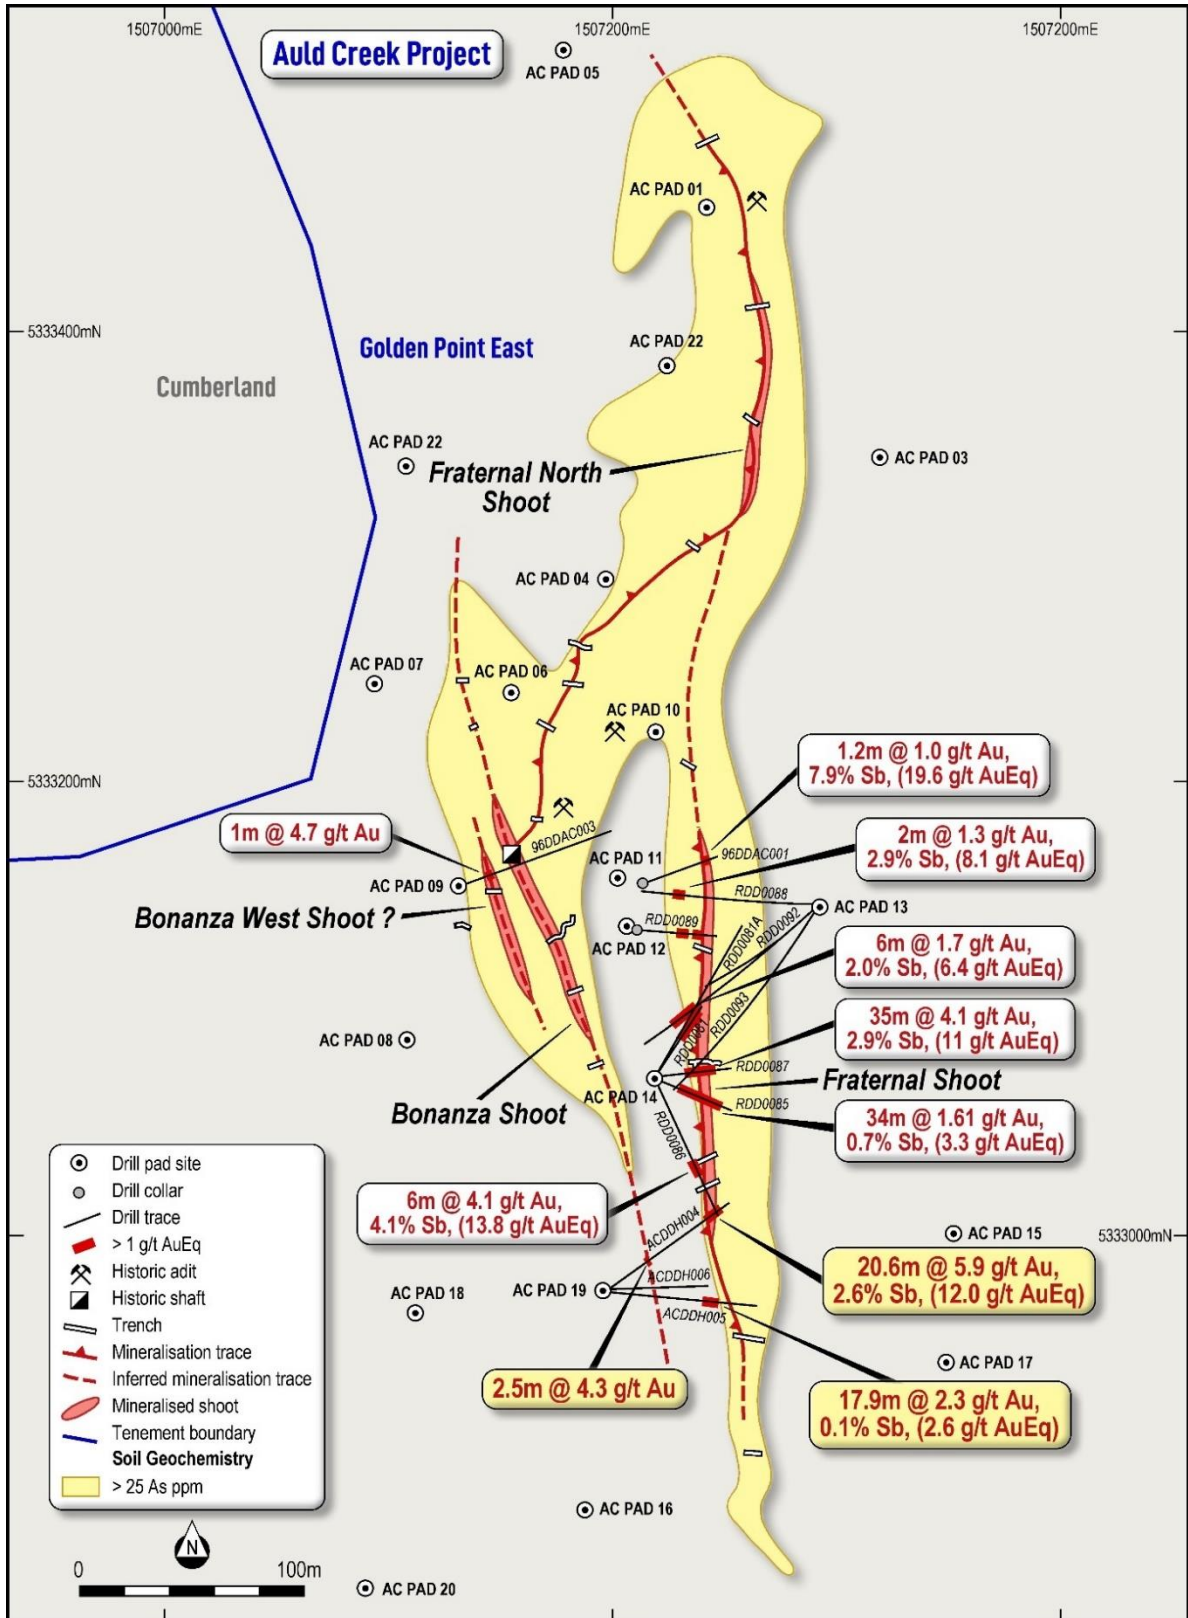 1507000mE
1507200mE
1507200mE
Auld Creek Project
AC PAD 05
AC PAD 01
5333400mN
AC PAD 22
Golden Point East
Cumberland
AC PAD 22
AC PAD 03
Fraternal North
Shoot
AC PAD 04
AC PAD 07
AC PAD 06
AC PAD 10
5333200mN
1.2m @ 1.0 g/t Au,
7.9% Sb, (19.6 g/t AuEq)
1m @ 4.7 g/t Au
96DDAC003
AC PAD 11
96DDAC001
2m @ 1.3 g/t Au,
2.9% Sb, (8.1 g/t AuEq)
AC PAD 09
RDD0088
AC PAD 13
Bonanza West Shoot ?
RDD0089
AC PAD 12
RDD0081A
RDD0092
6m @ 1.7 g/t Au,
2.0% Sb, (6.4 g/t AuEq)
RDD0081
RDD0093
35m @ 4.1 g/t Au,
2.9% Sb, (11 g/t AuEq)
AC PAD 08
RDD0087
Fraternal Shoot
AC PAD 14
RDD0085
Bonanza Shoot
34m @ 1.61 g/t Au,
0.7% Sb, (3.3 g/t AuEq)
RDD0086
6m @ 4.1 g/t Au,
4.1% Sb, (13.8 g/t AuEq)
ACDDH004
AC PAD 15
5333000mN
20.6m @ 5.9 g/t Au,
2.6% Sb, (12.0 g/t AuEq)
AC PAD 18
AC PAD 19
ACDDH006
ACDDH005
AC PAD 17
2.5m @ 4.3 g/t Au
17.9m @ 2.3 g/t Au,
0.1% Sb, (2.6 g/t AuEq)
Drill pad site
Drill collar
Drill trace
> 1 g/t AuEq
Historic adit
Historic shaft
Trench
Mineralisation trace
Inferred mineralisation trace
Mineralised shoot
Tenement boundary
Soil Geochemistry
> 25 As ppm
N
0 100m
AC PAD 16
AC PAD 20